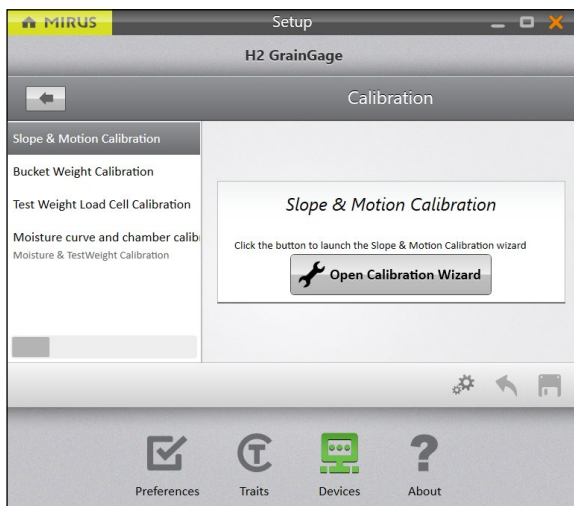 MIRUS
Setup
H2 GrainGage
Calibration
Slope & Motion Calibration
Bucket Weight Calibration
Test Weight Load Cell Calibration
Moisture curve and chamber calib
Moisture & TestWeight Calibration
Slope & Motion Calibration
Click the button to launch the Slope & Motion Calibration wizard
Open Calibration Wizard
Preferences
Traits
Devices
About